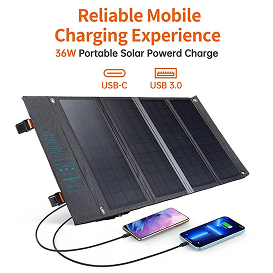 Reliable Mobile
Charging Experience
36W Portable Solar Powerd Charge
USB-C
USB 3.0